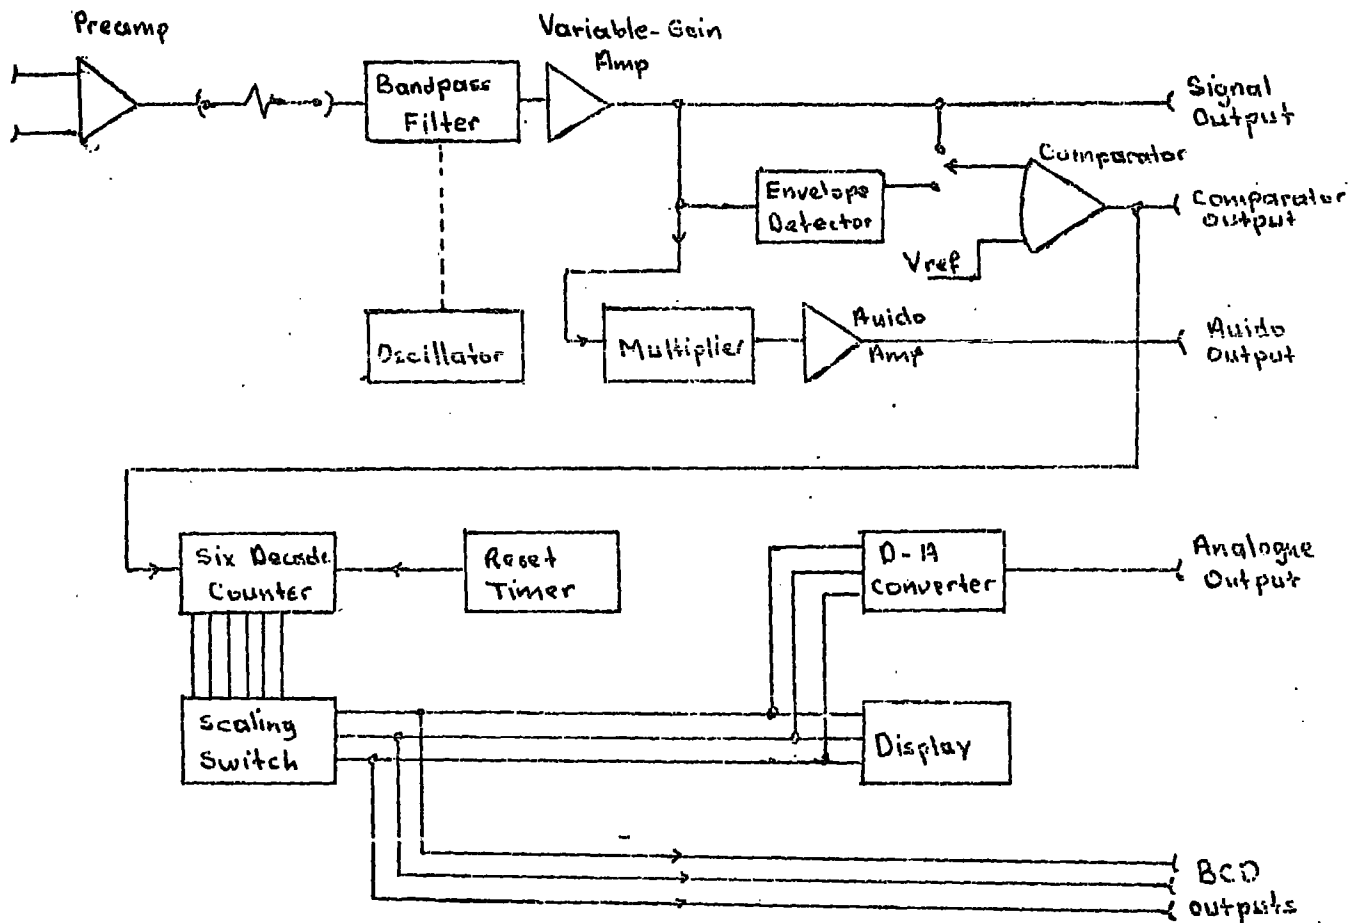 Preamp
Variable-Gain
Amp
Bandpass
Filter
Signal
Output
Comparator
Envelope
Detector
Comparator
Output
Vref
Oscillator
Multiplier
Auido
Amp
Auido
Output
Six Decade
Counter
Reset
Timer
D-A
Converter
Analogue
Output
Scaling
Switch
Display
BCD
outputs